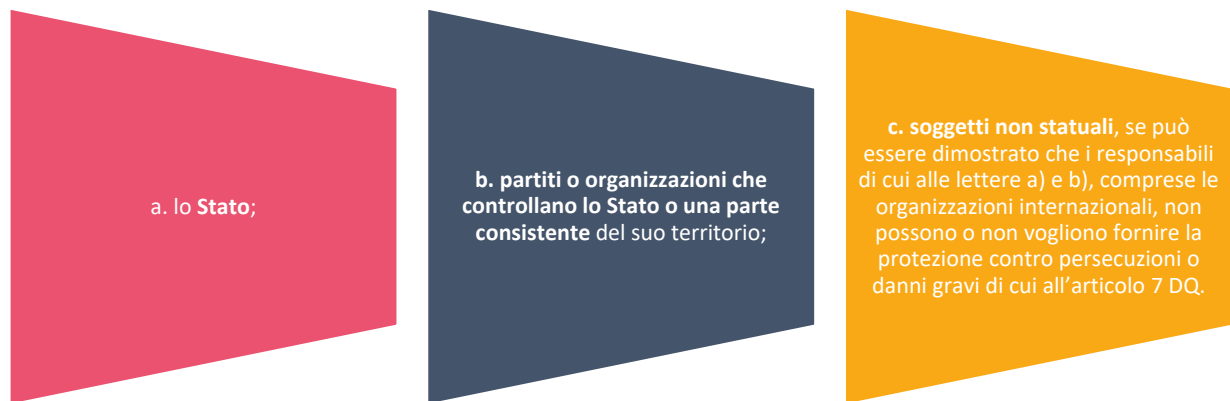 a. lo Stato;
b. partiti o organizzazioni che
controllano lo Stato o una parte
consistente del suo territorio;
c. soggetti non statuali, se può
essere dimostrato che i responsabili
di cui alle lettere a) e b), comprese le
organizzazioni internazionali, non
possono o non vogliono fornire la
protezione contro persecuzioni o
danni gravi di cui all’articolo 7 DQ.